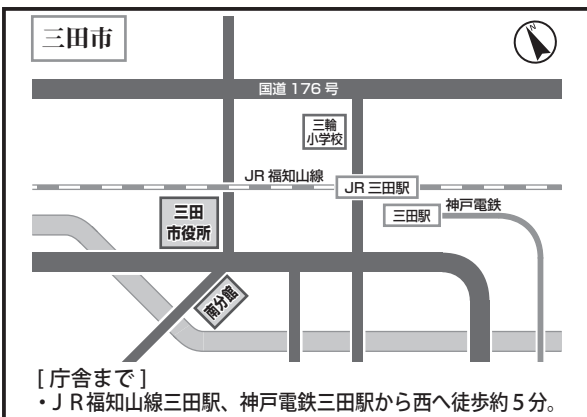 三田市
N
国道 176 号
三輪
小学校
JR 福知山線
JR 三田駅
三田
市役所
三田駅
神戸電鉄
南分館
[ 庁舎まで ]
・ＪＲ福知山線三田駅、神戸電鉄三田駅から西へ徒歩約５分。